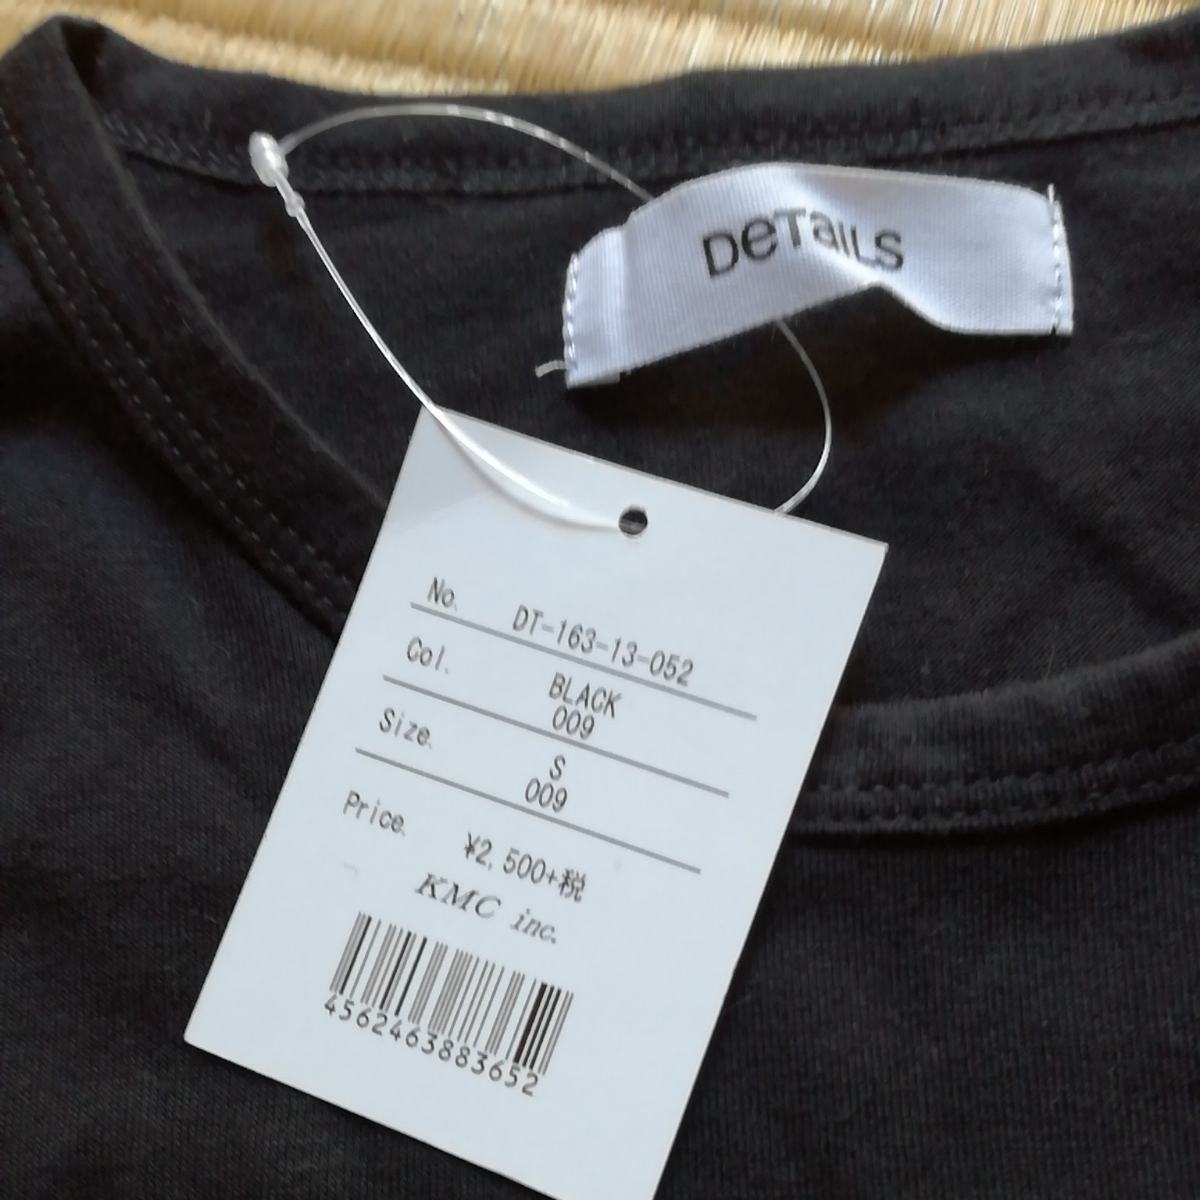 DeTaiLS
No. DT-163-13-052
Col. BLACK
009
Size. S
009
Price. ¥2,500+税
KMC inc.
4562463883652